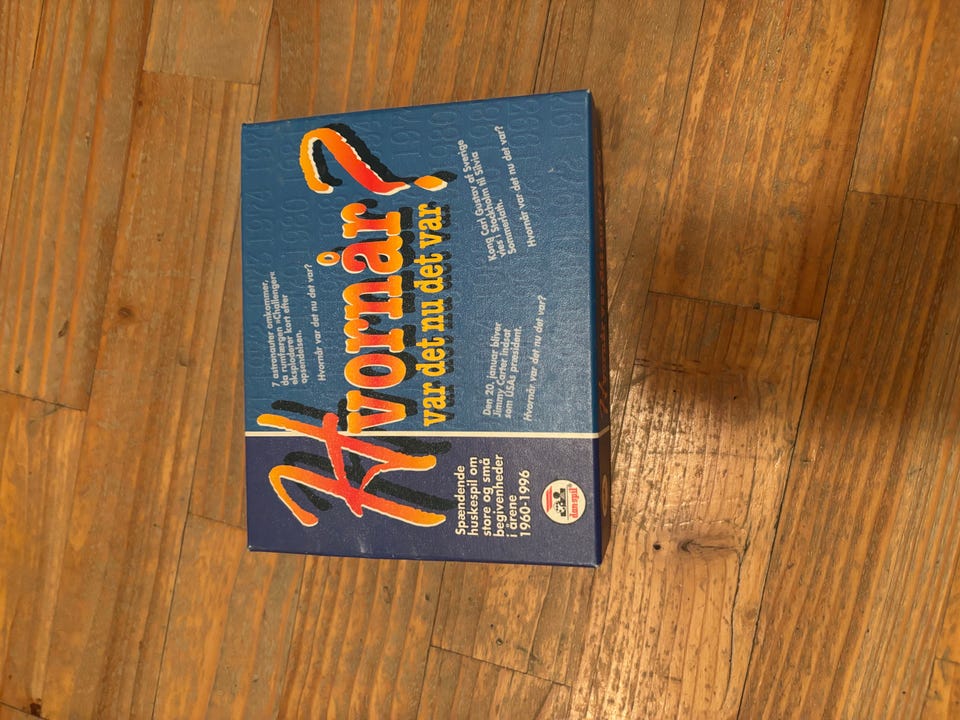 7 astronauter omkommer,
da rumfærgen »Challenger«
eksploderer kort efter
opsendelsen.
Hvornår var det nu det var?
Hvornår?
var det nu det var
Den 20. januar bliver
Jimmy Carter indsat
som USAs præsident.
Hvornår var det nu det var?
Kong Carl Gustav af Sverige
vies i Stockholm til Silvia
Sommerlath.
Hvornår var det nu det var?
Spændende
huskespil om
store og små
begivenheder
i årene
1960-1996
danspil